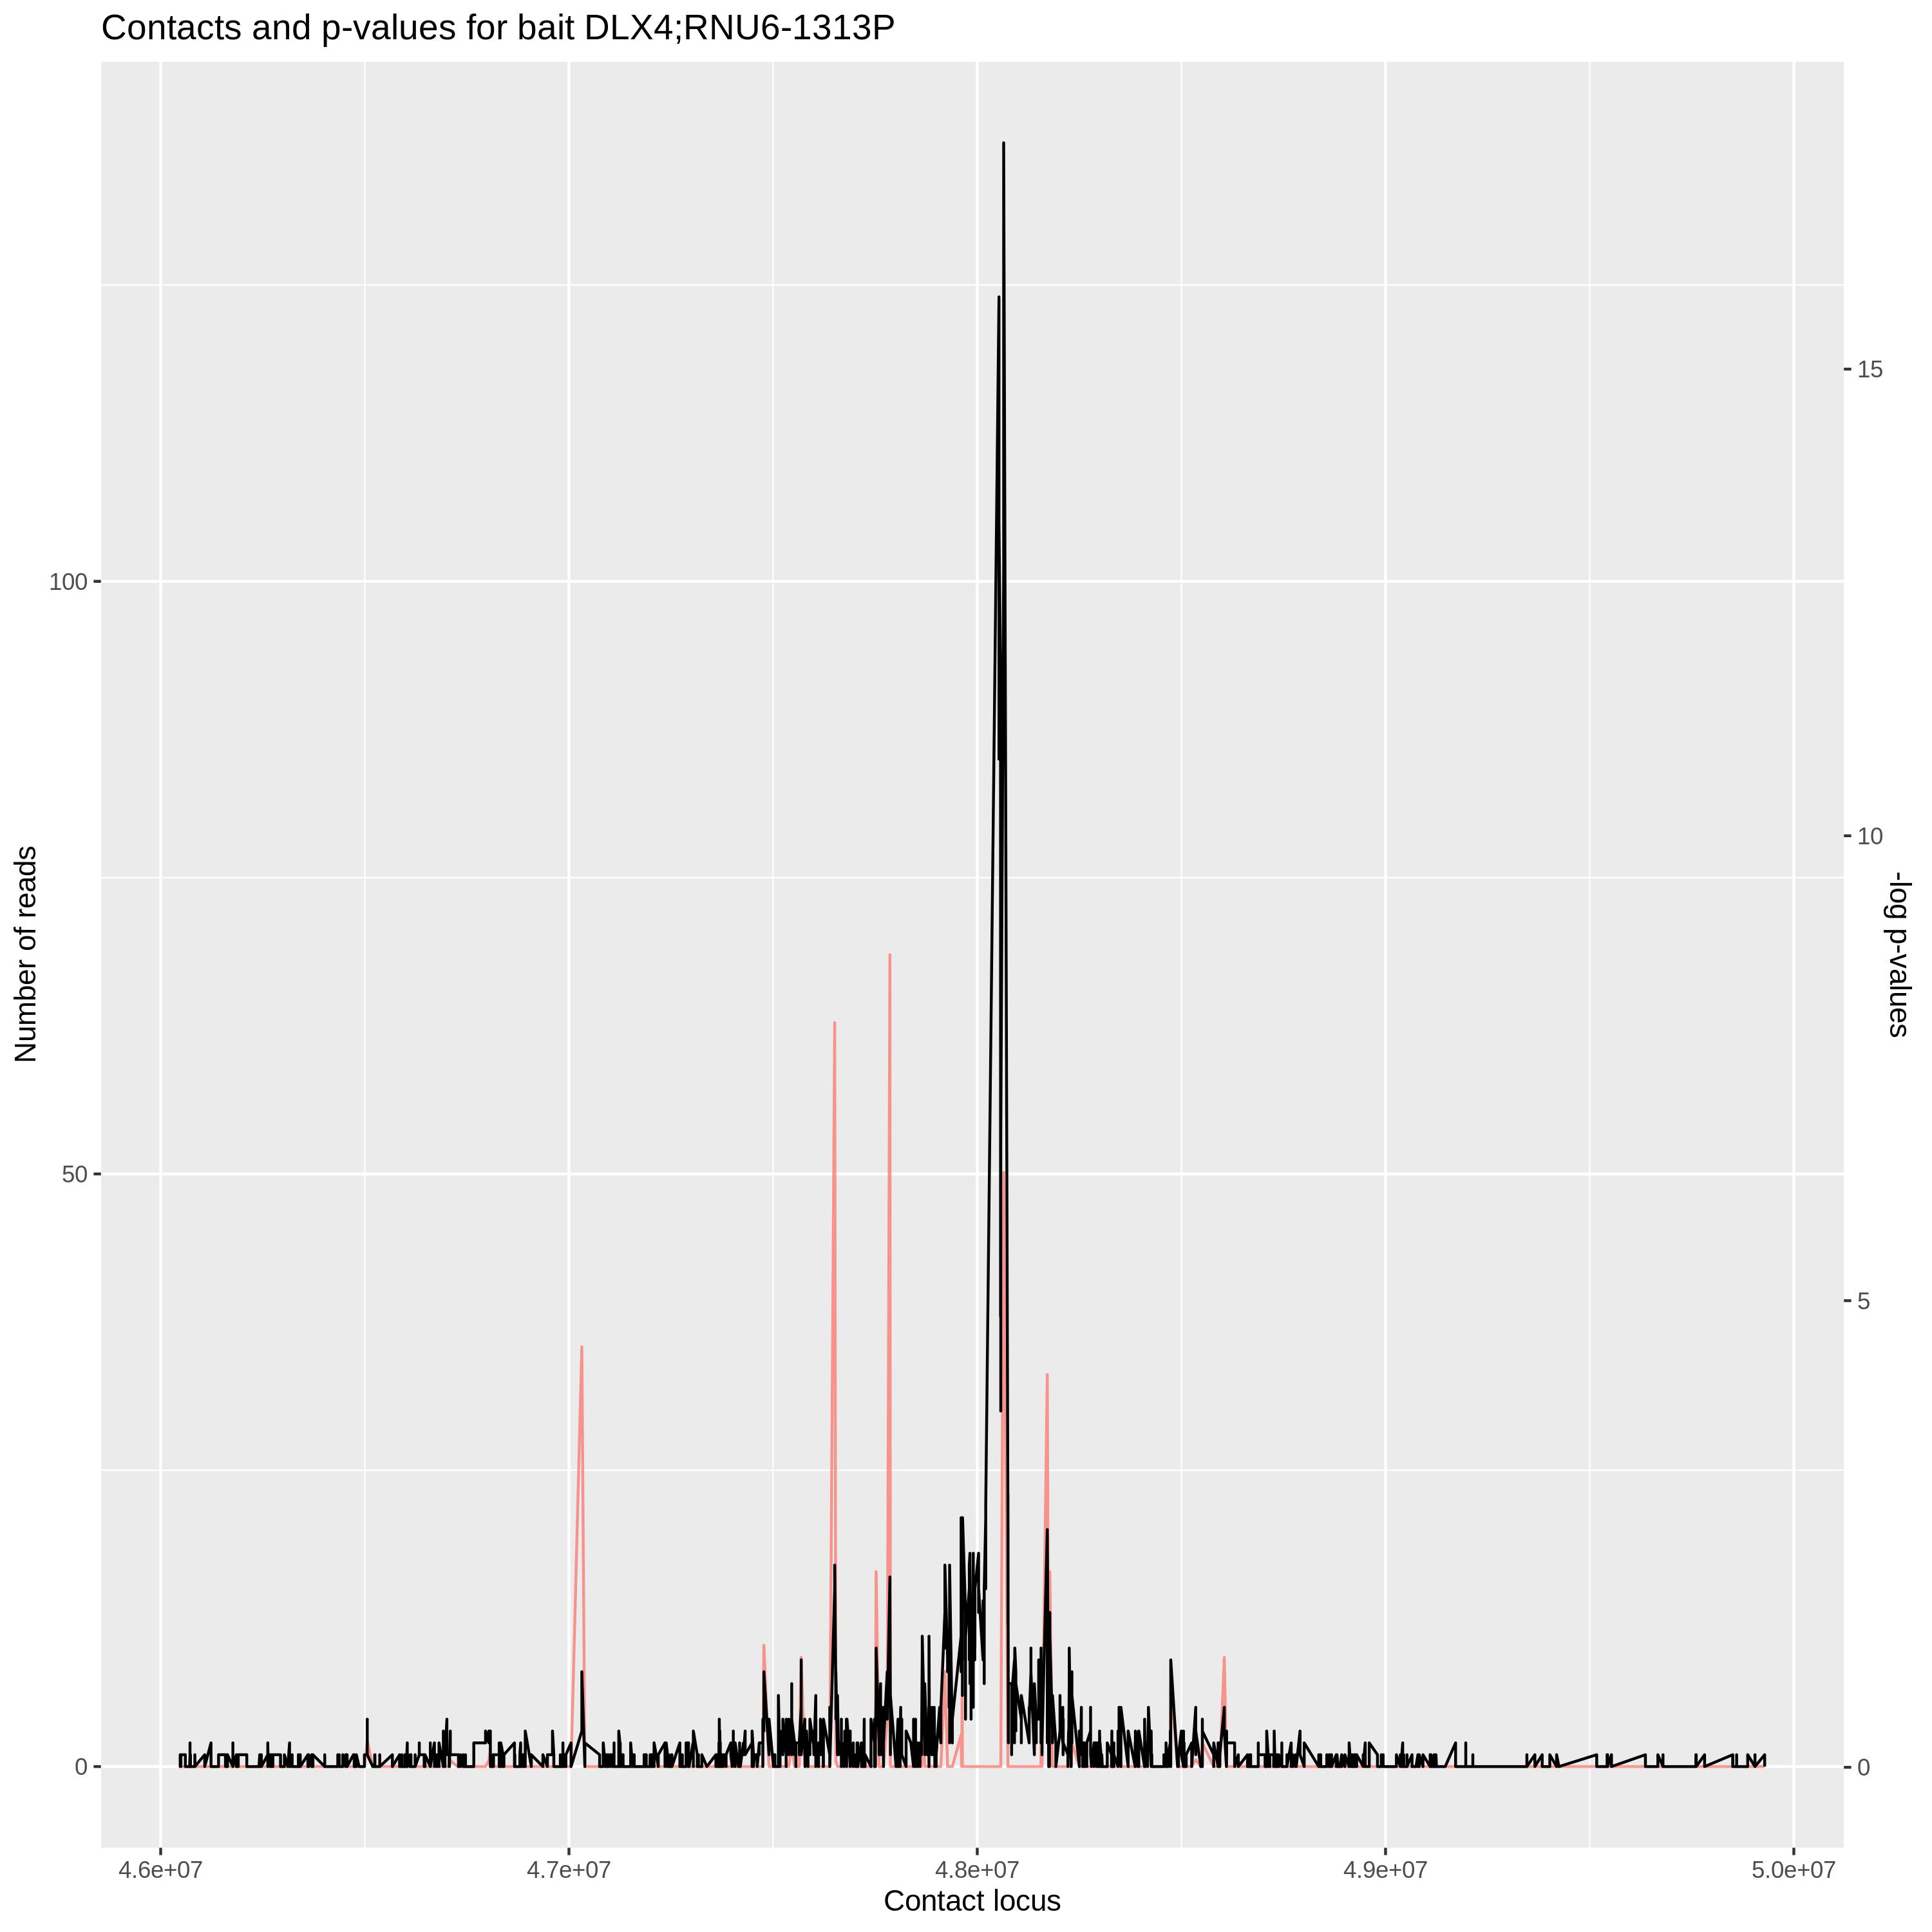 Contacts and p-values for bait DLX4;RNU6-1313P
Number of reads
100
50
0
15
10
5
0
-log p-values
4.6e+07
4.7e+07
4.8e+07
4.9e+07
5.0e+07
Contact locus